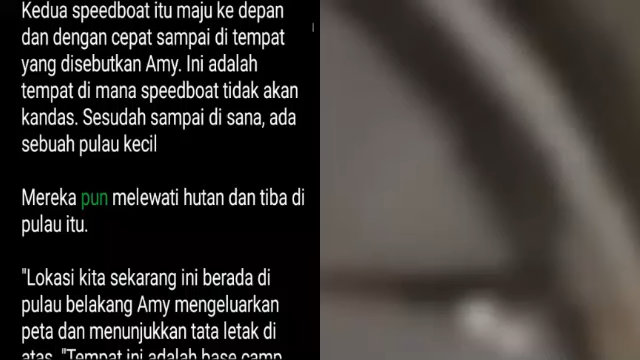 Kedua speedboat itu maju ke depan
dan dengan cepat sampai di tempat
yang disebutkan Amy. Ini adalah
tempat di mana speedboat tidak akan
kandas. Sesudah sampai di sana, ada
sebuah pulau kecil
Mereka pun melewati hutan dan tiba di
pulau itu.
"Lokasi kita sekarang ini berada di
pulau belakang Amy mengeluarkan
peta dan menunjukkan tata letak di
atas. "Tempat ini adalah base camp